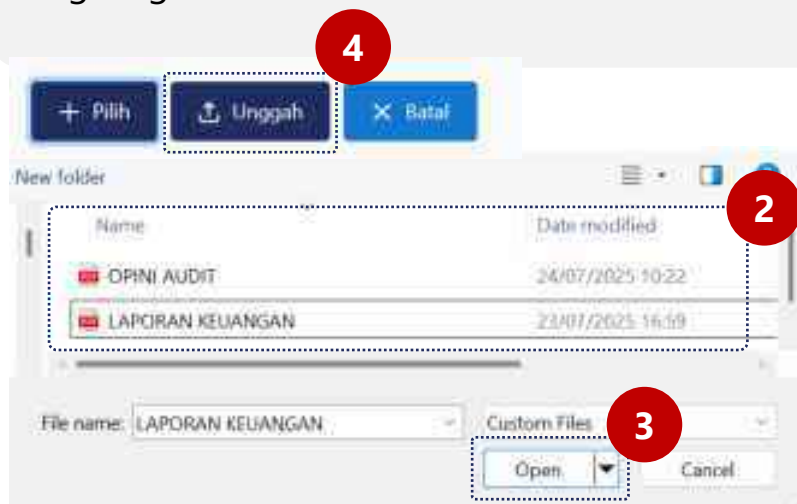 4
+ Pilih
Unggah
× Batal
New folder
2
Name
Date modified
OPINI AUDIT
24/07/2025 10:22
LAPORAN KEUANGAN
23/07/2025 16:59
File name: LAPORAN KEUANGAN
Custom Files
3
Open
Cancel